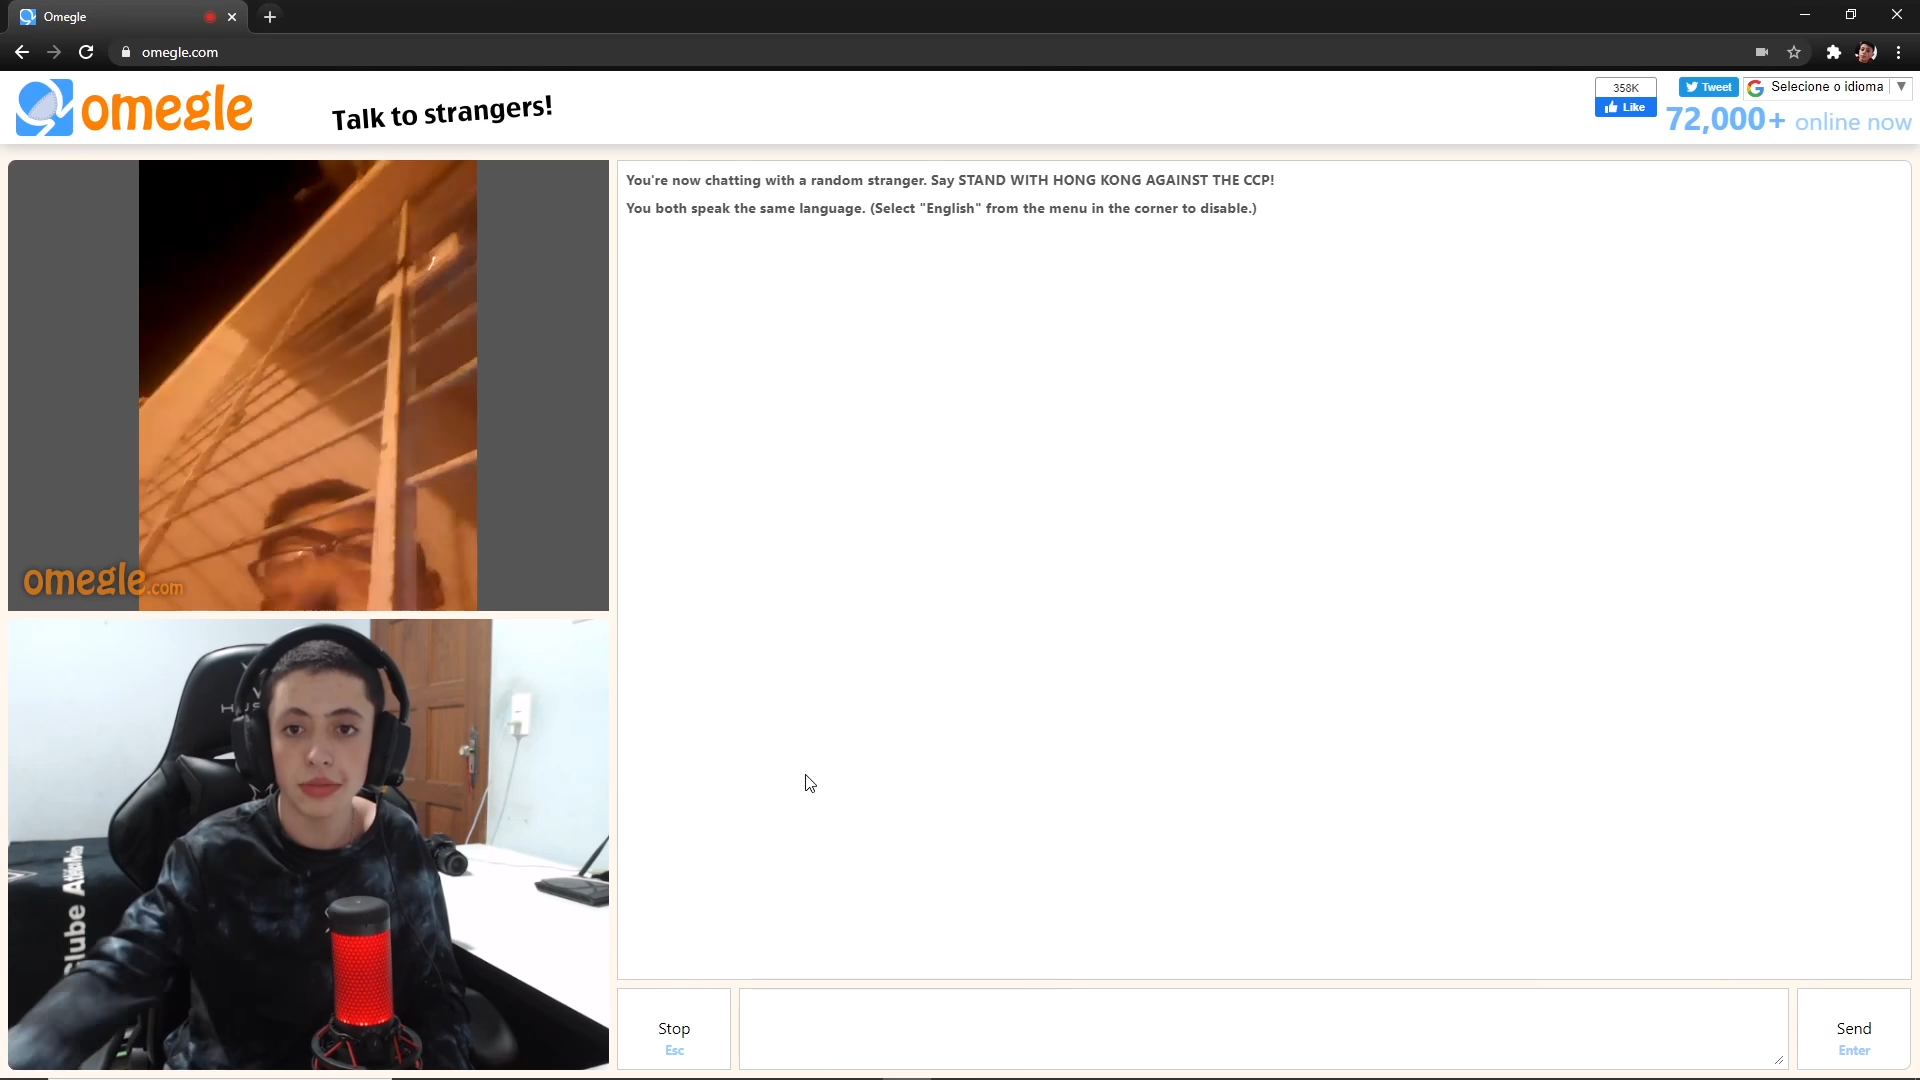 Omegle
omegle.com
omegle
Talk to strangers!
358K
Like
Tweet
Selecione o idioma
72,000+ online now
You're now chatting with a random stranger. Say STAND WITH HONG KONG AGAINST THE CCP!
You both speak the same language. (Select "English" from the menu in the corner to disable.)
omegle.com
Clube
Stop
Esc
Send
Enter